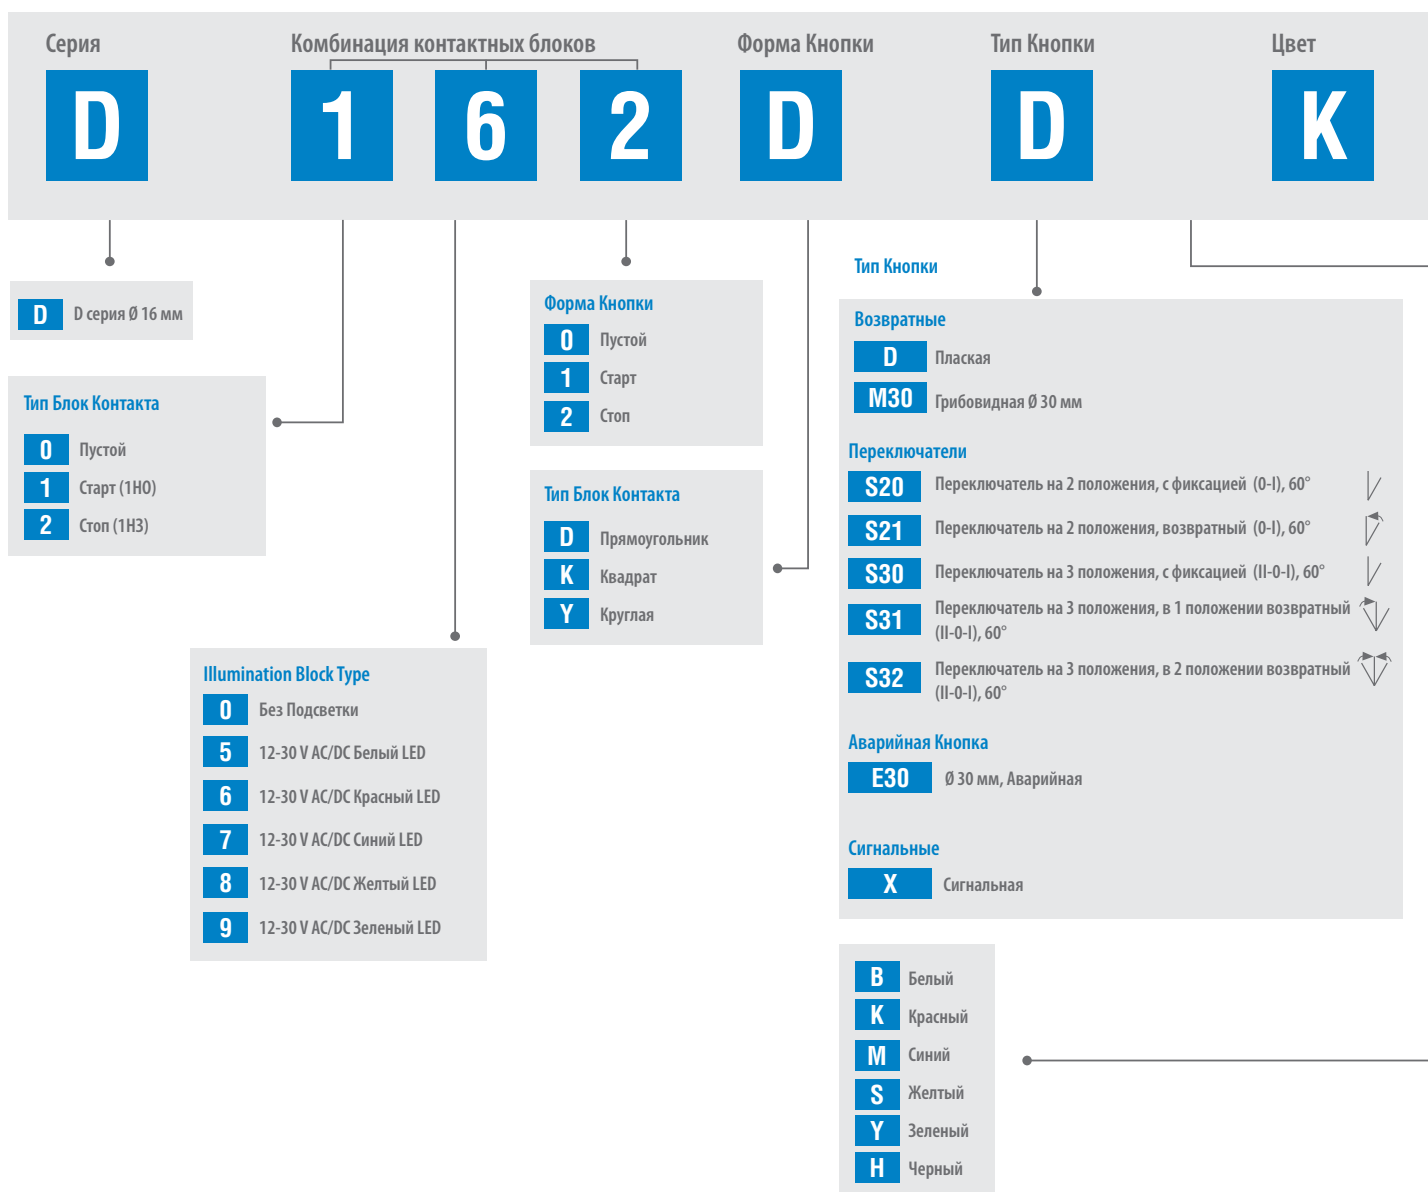 Серия
Комбинация контактных блоков
Форма Кнопки
Тип Кнопки
Цвет
D
1
6
2
D
D
K
D
D серия Ø 16 мм
Тип Блок Контакта
0 Пустой
1 Старт (1НО)
2 Стоп (1НЗ)
Illumination Block Type
0 Без Подсветки
5 12-30 V AC/DC Белый LED
6 12-30 V AC/DC Красный LED
7 12-30 V AC/DC Синий LED
8 12-30 V AC/DC Желтый LED
9 12-30 V AC/DC Зеленый LED
Форма Кнопки
0 Пустой
1 Старт
2 Стоп
Тип Блок Контакта
D Прямоугольник
K Квадрат
Y Круглая
Тип Кнопки
Возвратные
D Плаская
M30 Грибовидная Ø 30 мм
Переключатели
S20 Переключатель на 2 положения, с фиксацией (0-I), 60°
S21 Переключатель на 2 положения, возвратный (0-I), 60°
S30 Переключатель на 3 положения, с фиксацией (II-0-I), 60°
S31 Переключатель на 3 положения, в 1 положении возвратный
(II-0-I), 60°
S32 Переключатель на 3 положения, в 2 положении возвратный
(II-0-I), 60°
Аварийная Кнопка
E30 Ø 30 мм, Аварийная
Сигнальные
X Сигнальная
B Белый
K Красный
M Синий
S Желтый
Y Зеленый
H Черный